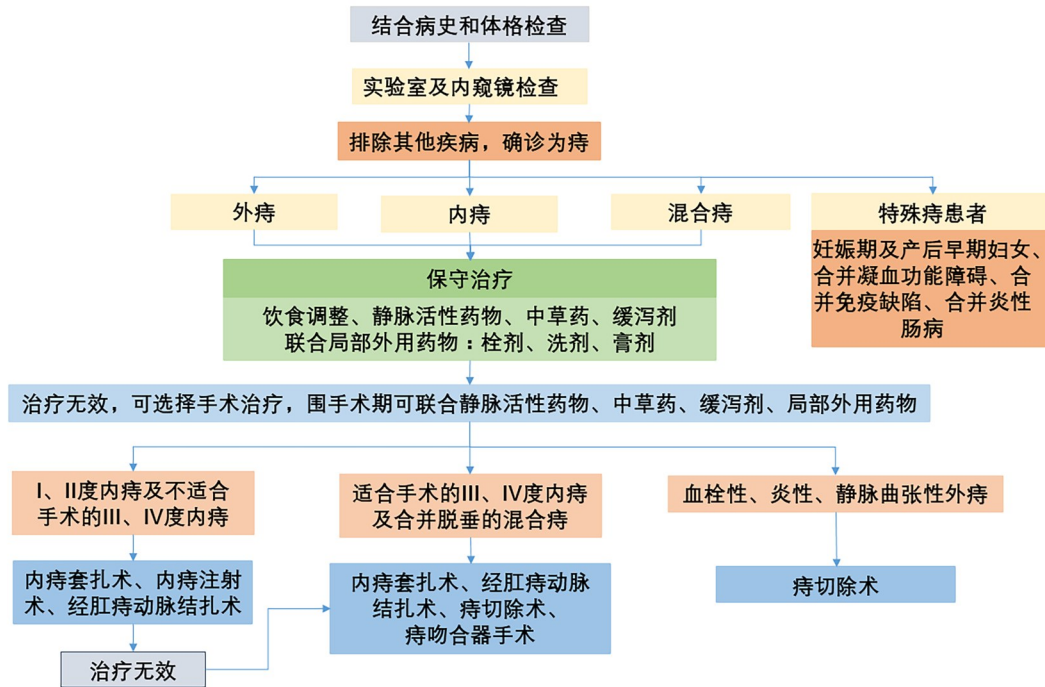 结合病史和体格检查
实验室及内窥镜检查
排除其他疾病，确诊为痔
外痔
内痔
混合痔
特殊痔患者
妊娠期及产后早期妇女、
合并凝血功能障碍、合
并免疫缺陷、合并炎性
肠病
保守治疗
饮食调整、静脉活性药物、中草药、缓泻剂
联合局部外用药物：栓剂、洗剂、膏剂
治疗无效，可选择手术治疗，围手术期可联合静脉活性药物、中草药、缓泻剂、局部外用药物
I、II度内痔及不适合
手术的III、IV度内痔
适合手术的III、IV度内痔
及合并脱垂的混合痔
血栓性、炎性、静脉曲张性外痔
内痔套扎术、内痔注射
术、经肛痔动脉结扎术
内痔套扎术、经肛痔动脉
结扎术、痔切除术、
痔吻合器手术
痔切除术
治疗无效